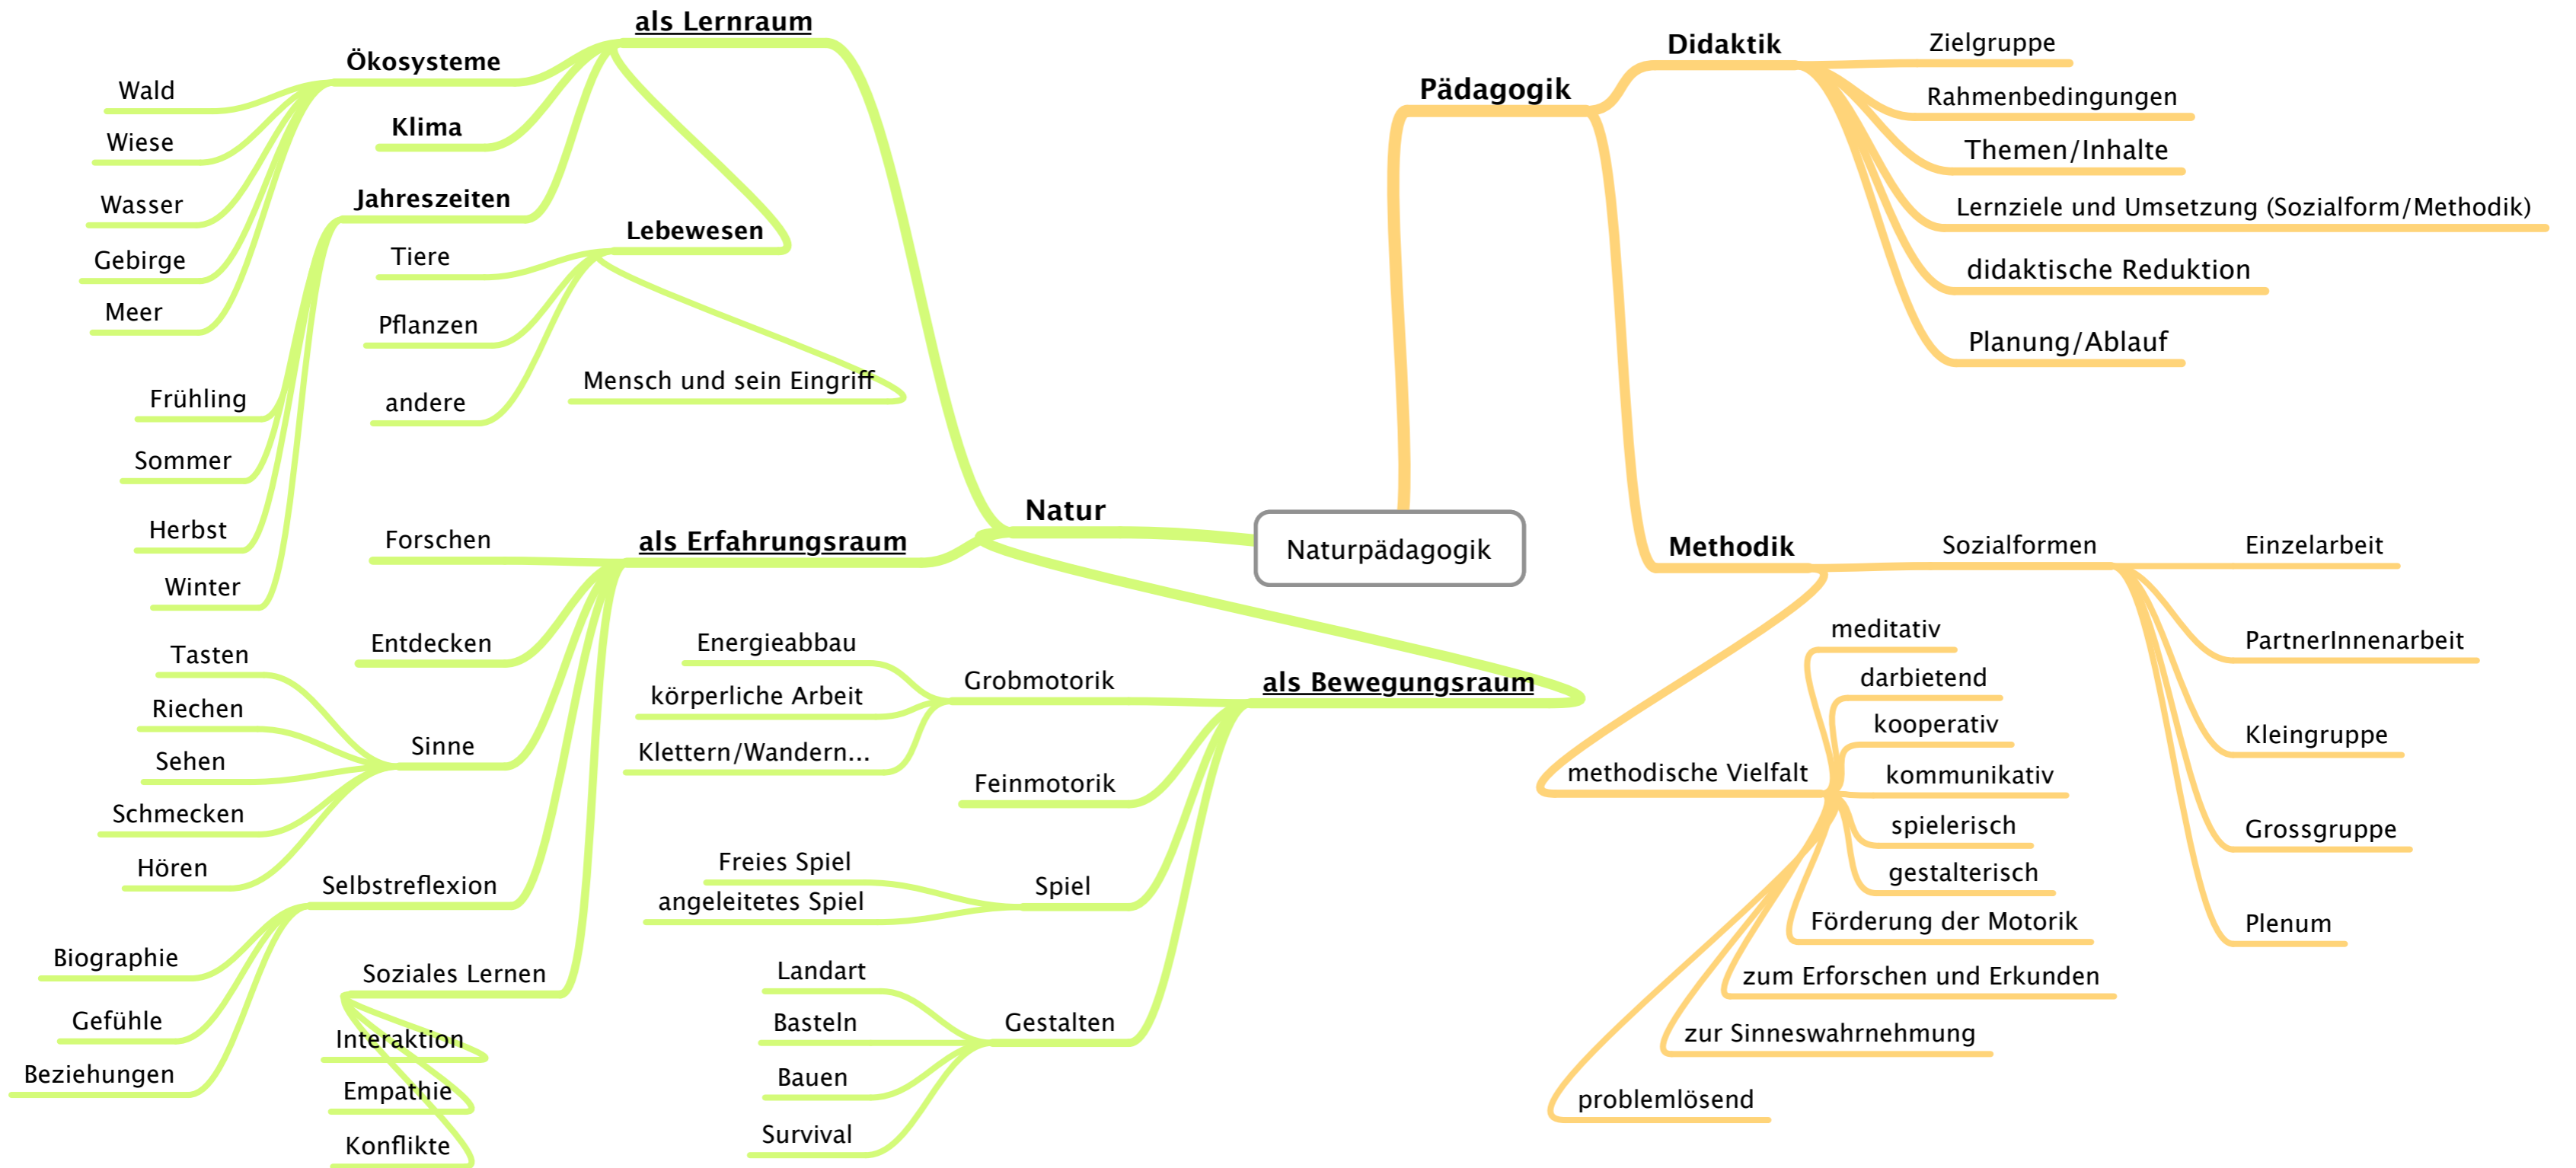 Naturpädagogik
Natur
als Lernraum
Ökosysteme
Wald
Wiese
Wasser
Gebirge
Meer
Klima
Jahreszeiten
Frühling
Sommer
Herbst
Winter
Lebewesen
Tiere
Pflanzen
andere
Mensch und sein Eingriff
als Erfahrungsraum
Forschen
Entdecken
Sinne
Tasten
Riechen
Sehen
Schmecken
Hören
Selbstreflexion
Biographie
Gefühle
Beziehungen
Soziales Lernen
Interaktion
Empathie
Konflikte
als Bewegungsraum
Grobmotorik
Energieabbau
körperliche Arbeit
Klettern/Wandern...
Feinmotorik
Spiel
Freies Spiel
angeleitetes Spiel
Gestalten
Landart
Basteln
Bauen
Survival
Pädagogik
Didaktik
Zielgruppe
Rahmenbedingungen
Themen/Inhalte
Lernziele und Umsetzung (Sozialform/Methodik)
didaktische Reduktion
Planung/Ablauf
Methodik
Sozialformen
Einzelarbeit
PartnerInnenarbeit
Kleingruppe
Grossgruppe
Plenum
methodische Vielfalt
meditativ
darbietend
kooperativ
kommunikativ
spielerisch
gestalterisch
Förderung der Motorik
zum Erforschen und Erkunden
zur Sinneswahrnehmung
problemlösend